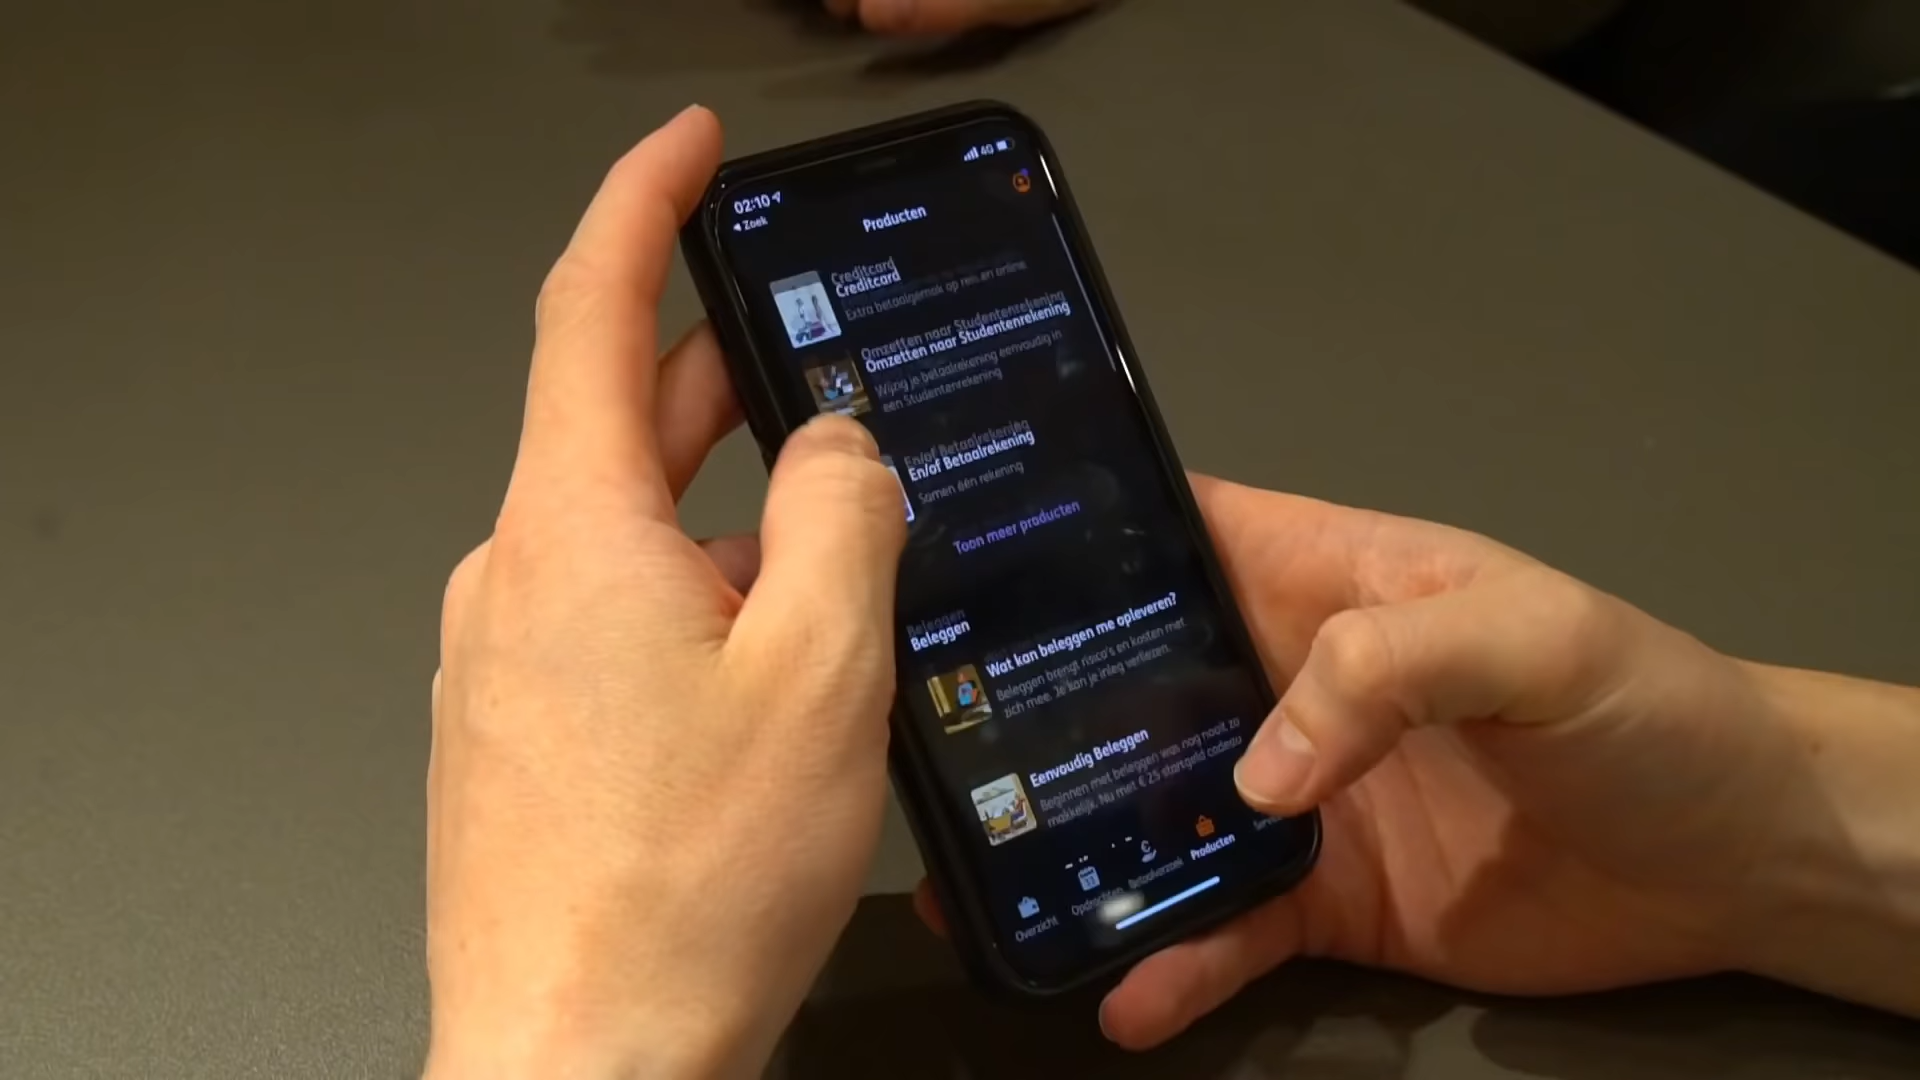 02:10
4G
Zoek
Producten
Creditcard
Extra betaalgemak op reis en online
Omzetten naar Studentenrekening
Wijzig je betaalrekening eenvoudig in
een Studentenrekening
En/of Betaalrekening
Samen één rekening
Toon meer producten
Beleggen
Wat kan beleggen me opleveren?
Beleggen brengt risico's en kosten met
zich mee. Je kan je inleg verliezen.
Eenvoudig Beleggen
Beginnen met beleggen was nog nooit zo
makkelijk. Nu met € 25 startgeld cadeau
Overzicht
Opdrachten
Betaalverzoek
Producten